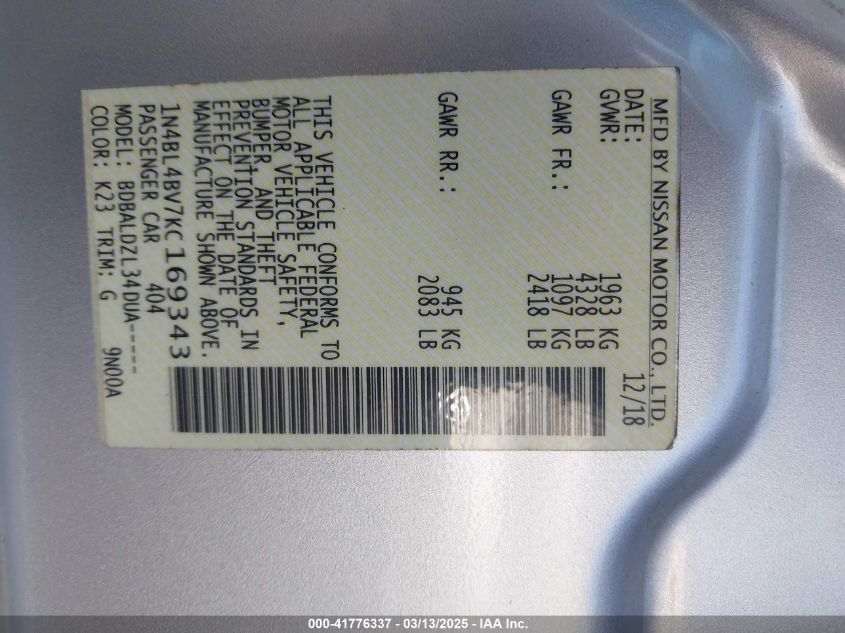 MFD BY NISSAN MOTOR CO., LTD.
DATE: 12/18
GVWR: 1963 KG
4328 LB
GAWR FR.: 1097 KG
2418 LB
GAWR RR.: 945 KG
2083 LB
THIS VEHICLE CONFORMS TO
ALL APPLICABLE FEDERAL
MOTOR VEHICLE SAFETY,
BUMPER, AND THEFT
PREVENTION STANDARDS IN
EFFECT ON THE DATE OF
MANUFACTURE SHOWN ABOVE.
1N4BL4BV7KC169343
PASSENGER CAR 404
MODEL: BDBALDZL34DUA-----
COLOR: K23 TRIM: G 9N00A
000-41776337 - 03/13/2025 - IAA Inc.